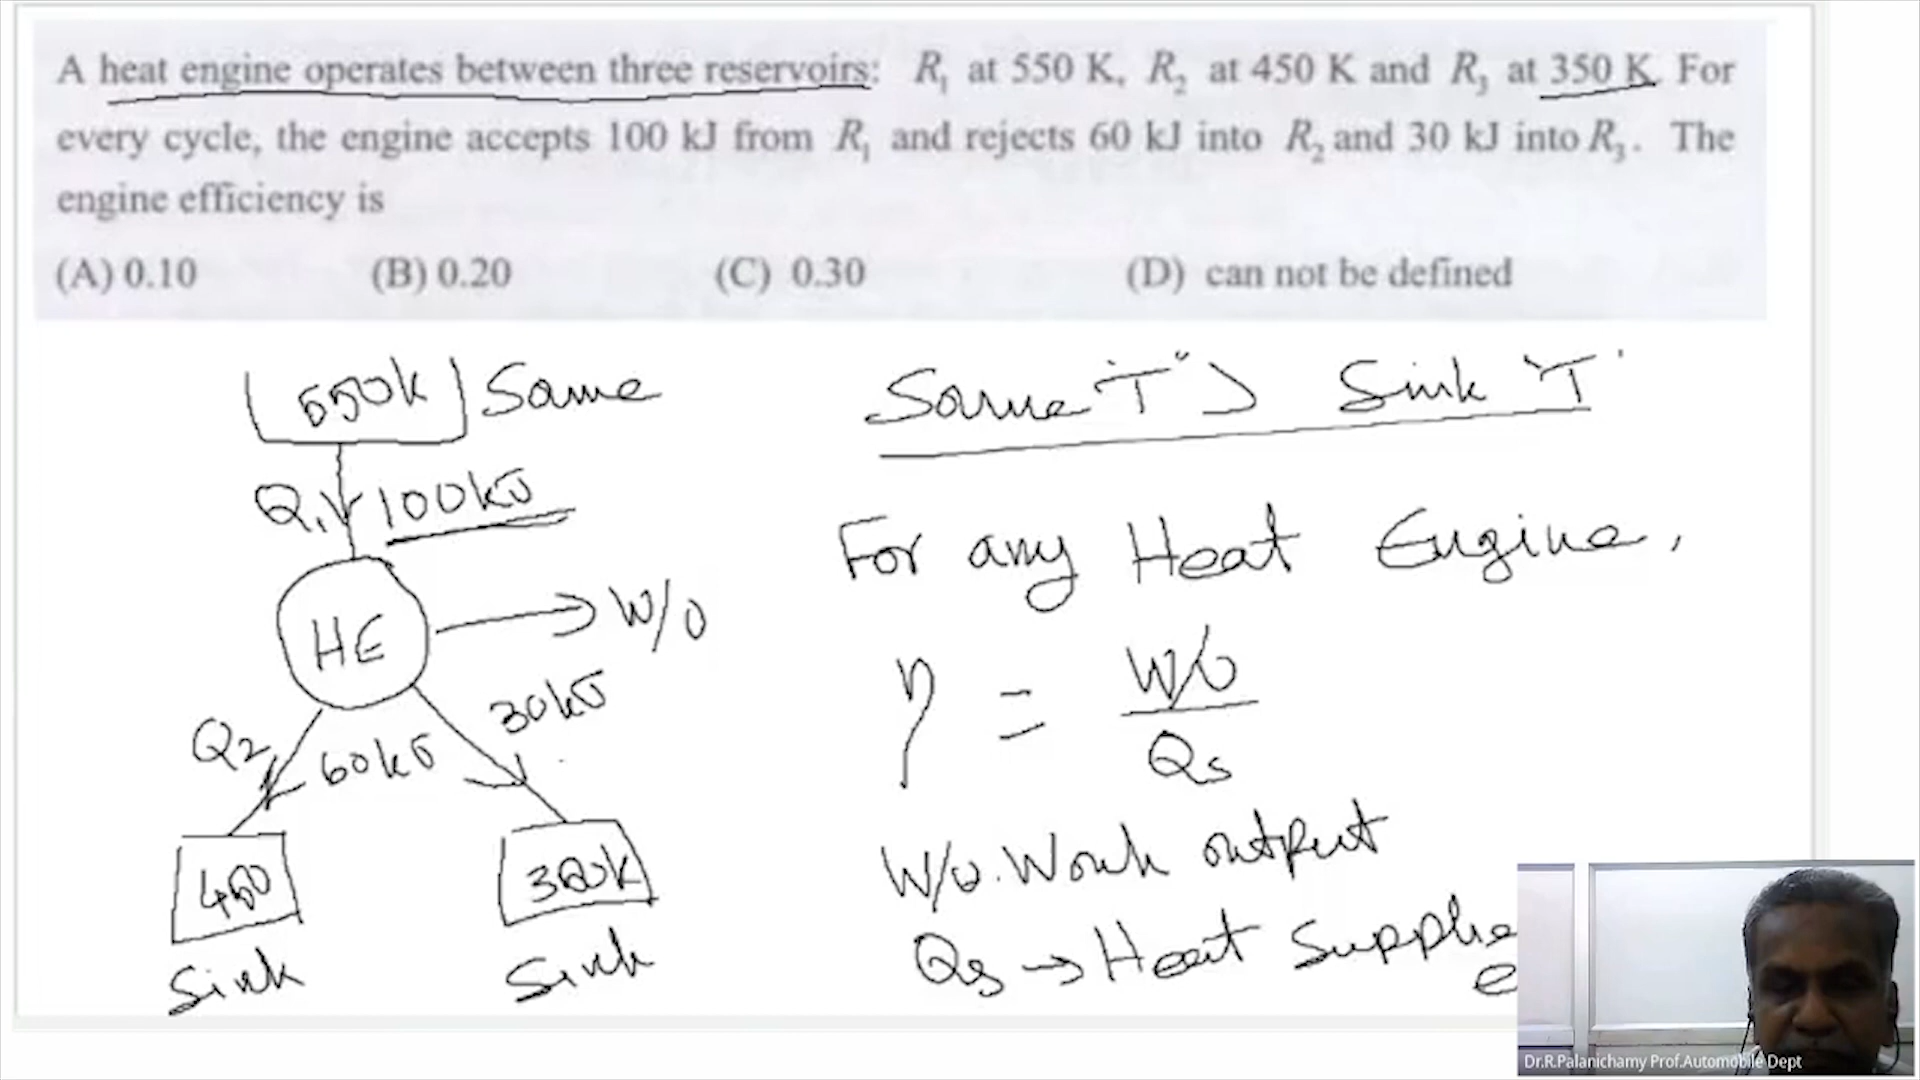 A heat engine operates between three reservoirs: R₁ at 550 K, R₂ at 450 K and R₃ at 350 K. For
every cycle, the engine accepts 100 kJ from R₁ and rejects 60 kJ into R₂ and 30 kJ into R₃. The
engine efficiency is
(A) 0.10 (B) 0.20 (C) 0.30 (D) can not be defined
550K Source
Source "T" > Sink 'T'
Q₁ 100kJ
For any Heat Engine,
HE → W/o
η = W/o / Qs
Q2 60kJ 30kJ
W/o. Work output
450 350K
Qs → Heat Supplie
Sink Sink
Dr.R.Palanichamy Prof.Automobile Dept